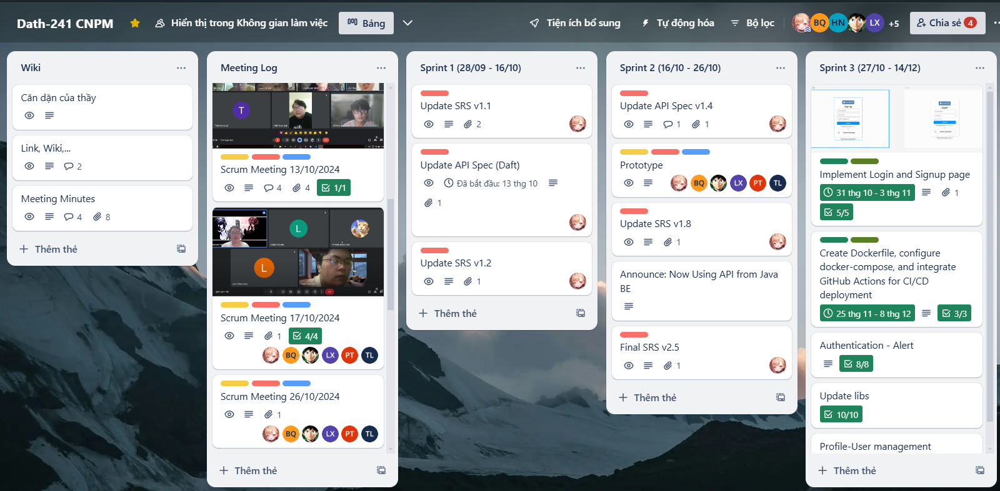 Dath-241 CNPM
Hiển thị trong Không gian làm việc
Bảng
Tiện ích bổ sung
Tự động hóa
Bộ lọc
BQ
HN
LX
+5
Chia sẻ 4
Wiki
Căn dặn của thầy
Link, Wiki,...
2
Meeting Minutes
4 8
Thêm thẻ
Meeting Log
T
Scrum Meeting 13/10/2024
4 4 1/1
L
L
Scrum Meeting 17/10/2024
1 4/4
BQ LX PT TL
Scrum Meeting 26/10/2024
1
BQ LX PT TL
Thêm thẻ
Sprint 1 (28/09 - 16/10)
Update SRS v1.1
2
Update API Spec (Daft)
Đã bắt đầu: 13 thg 10
1
Update SRS v1.2
1
Thêm thẻ
Sprint 2 (16/10 - 26/10)
Update API Spec v1.4
1 1
Prototype
BQ LX PT TL
Update SRS v1.8
1
Announce: Now Using API from Java
BE
Final SRS v2.5
1
Thêm thẻ
Sprint 3 (27/10 - 14/12)
Sign up
Log In
Implement Login and Signup page
31 thg 10 - 3 thg 11 1
5/5
Create Dockerfile, configure
docker-compose, and integrate
GitHub Actions for CI/CD
deployment
25 thg 11 - 8 thg 12 3/3
Authentication - Alert
8/8
Update libs
10/10
Profile-User management
Thêm thẻ